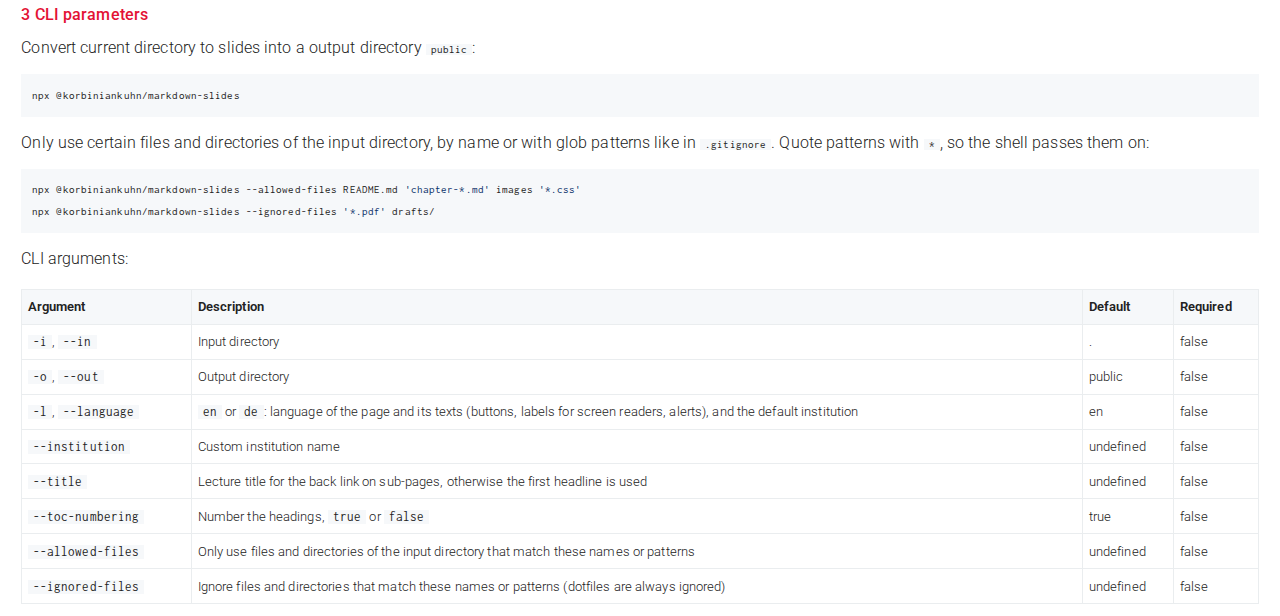 3 CLI parameters
Convert current directory to slides into a output directory public :
npx @korbiniankuhn/markdown-slides
Only use certain files and directories of the input directory, by name or with glob patterns like in .gitignore . Quote patterns with * , so the shell passes them on:
npx @korbiniankuhn/markdown-slides --allowed-files README.md 'chapter-*.md' images '*.css'
npx @korbiniankuhn/markdown-slides --ignored-files '*.pdf' drafts/
CLI arguments:
Argument Description Default Required
-i , --in Input directory . false
-o , --out Output directory public false
-l , --language en or de : language of the page and its texts (buttons, labels for screen readers, alerts), and the default institution en false
--institution Custom institution name undefined false
--title Lecture title for the back link on sub-pages, otherwise the first headline is used undefined false
--toc-numbering Number the headings, true or false true false
--allowed-files Only use files and directories of the input directory that match these names or patterns undefined false
--ignored-files Ignore files and directories that match these names or patterns (dotfiles are always ignored) undefined false